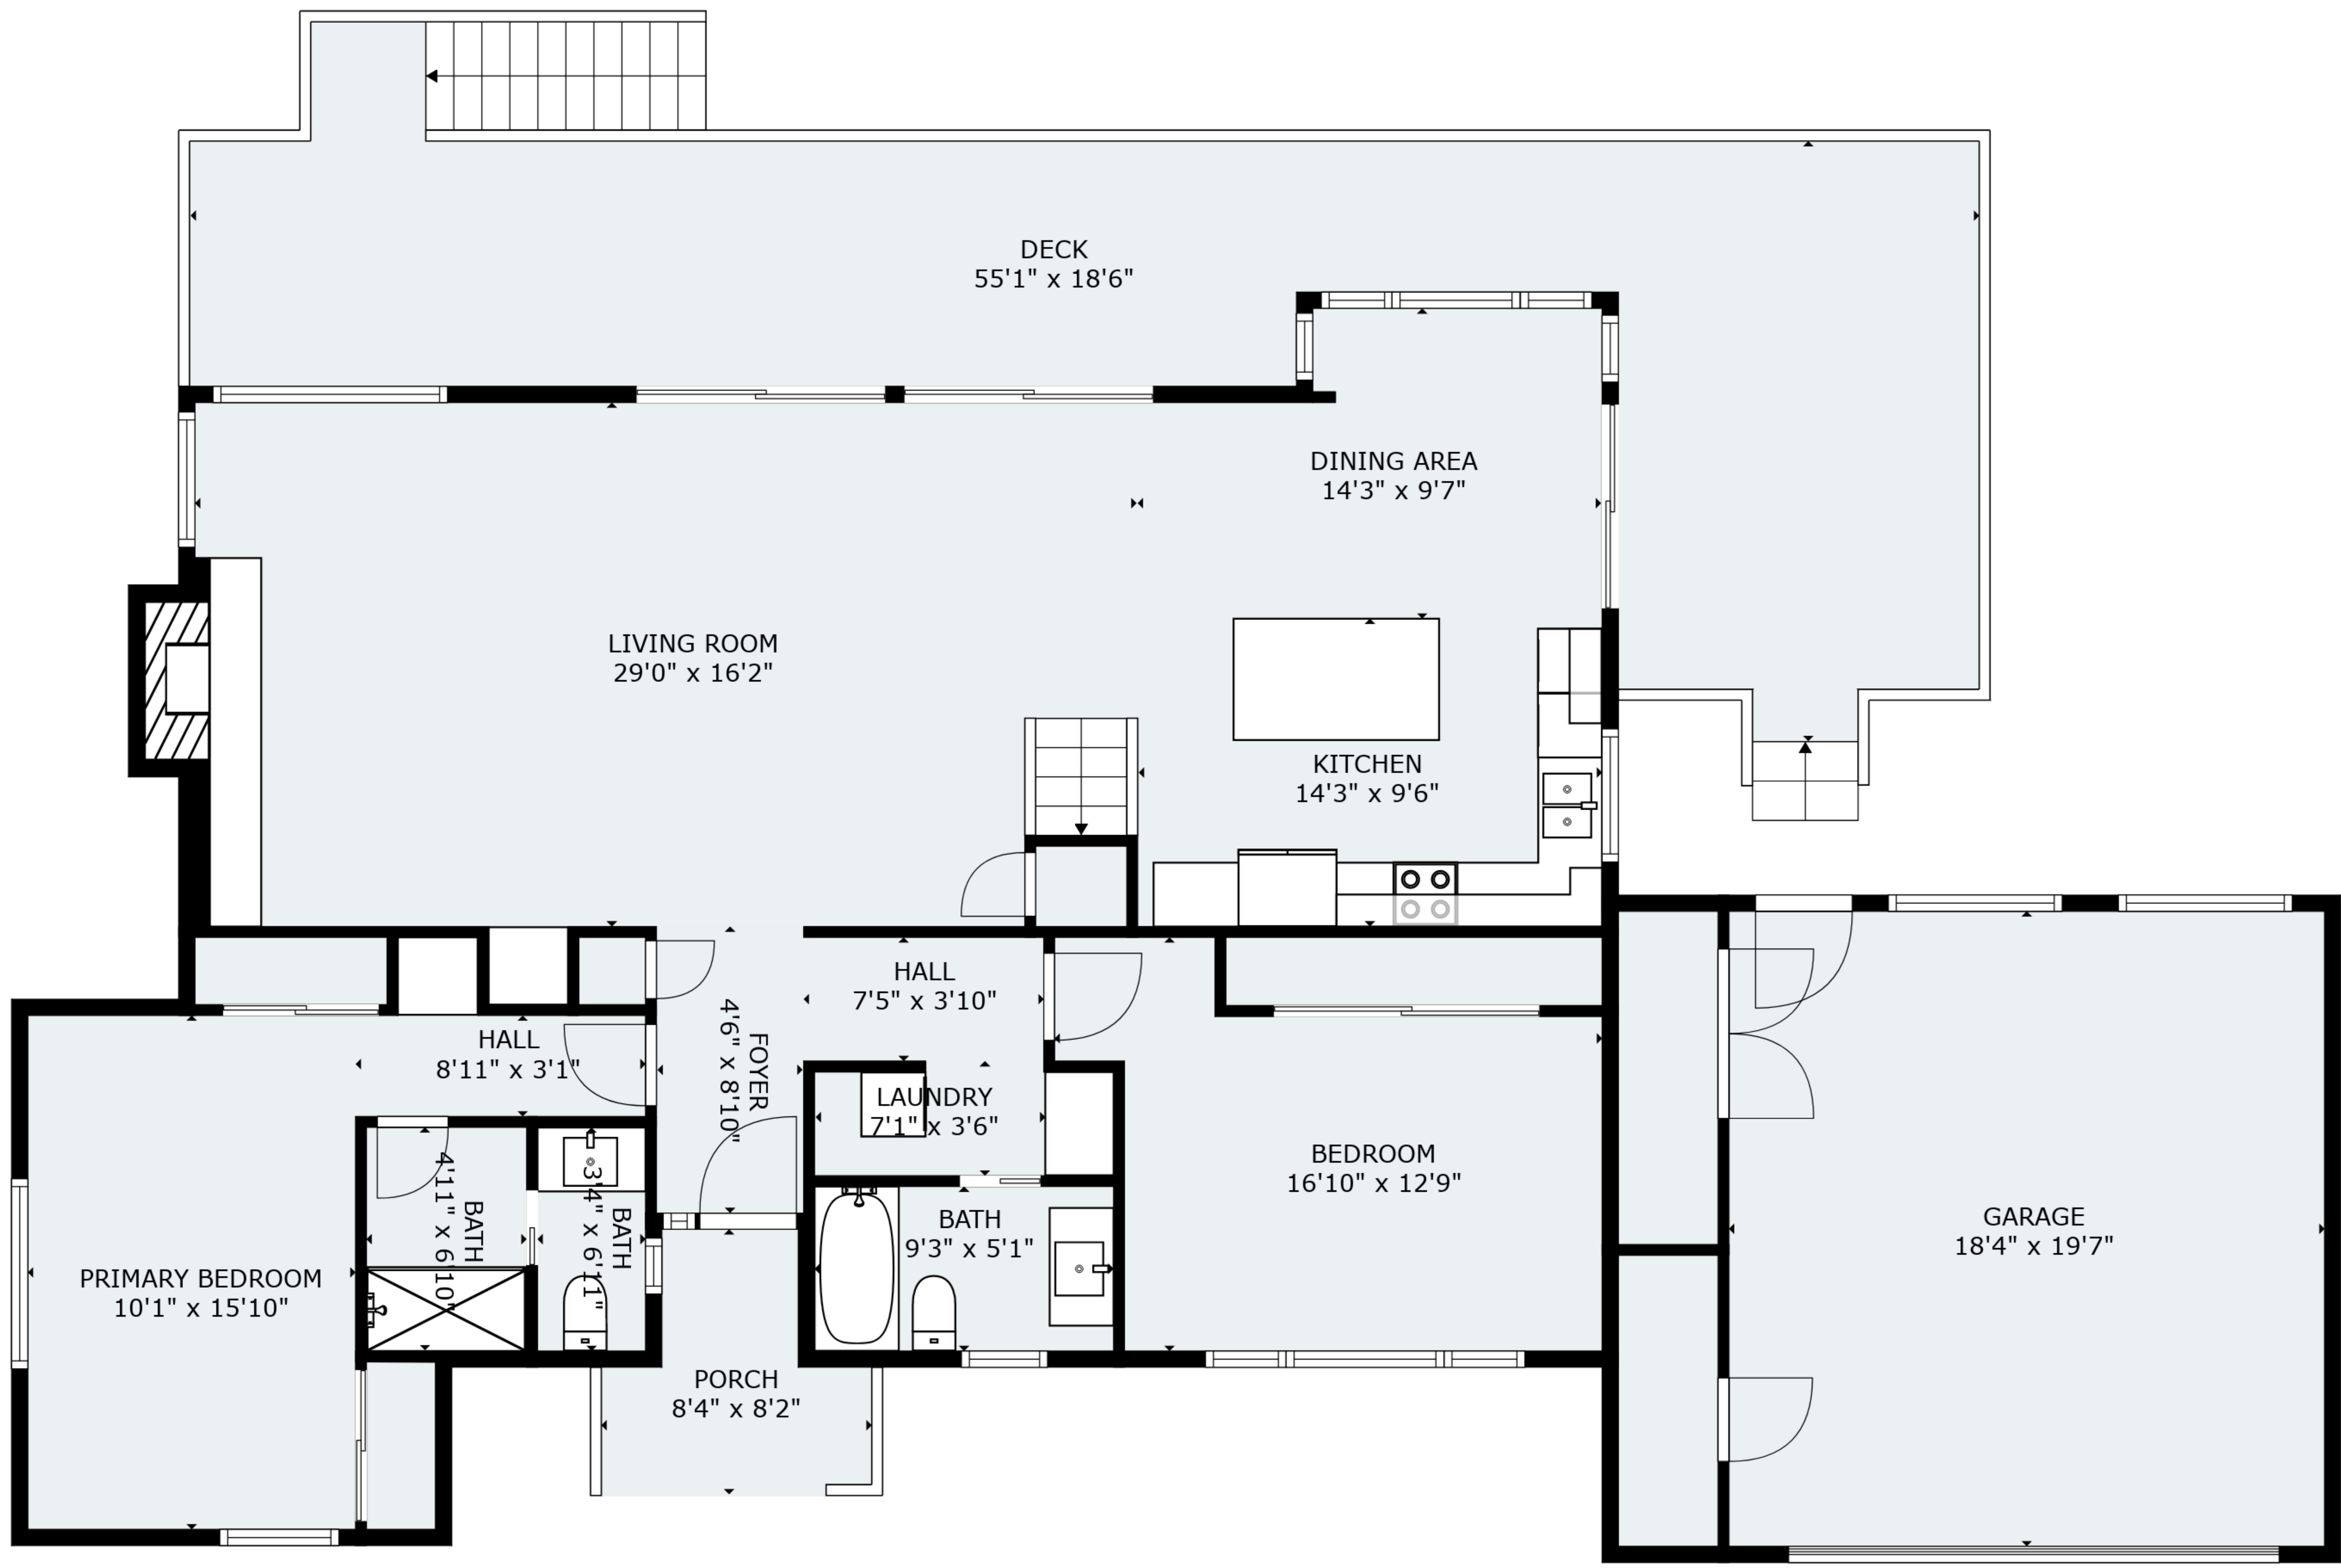 DECK
55'1" x 18'6"
DINING AREA
14'3" x 9'7"
LIVING ROOM
29'0" x 16'2"
KITCHEN
14'3" x 9'6"
HALL
7'5" x 3'10"
HALL
8'11" x 3'1"
FOYER
4'6" x 8'10"
LAUNDRY
7'1" x 3'6"
BEDROOM
16'10" x 12'9"
BATH
4'11" x 6'10"
BATH
3'4" x 6'11"
BATH
9'3" x 5'1"
GARAGE
18'4" x 19'7"
PRIMARY BEDROOM
10'1" x 15'10"
PORCH
8'4" x 8'2"